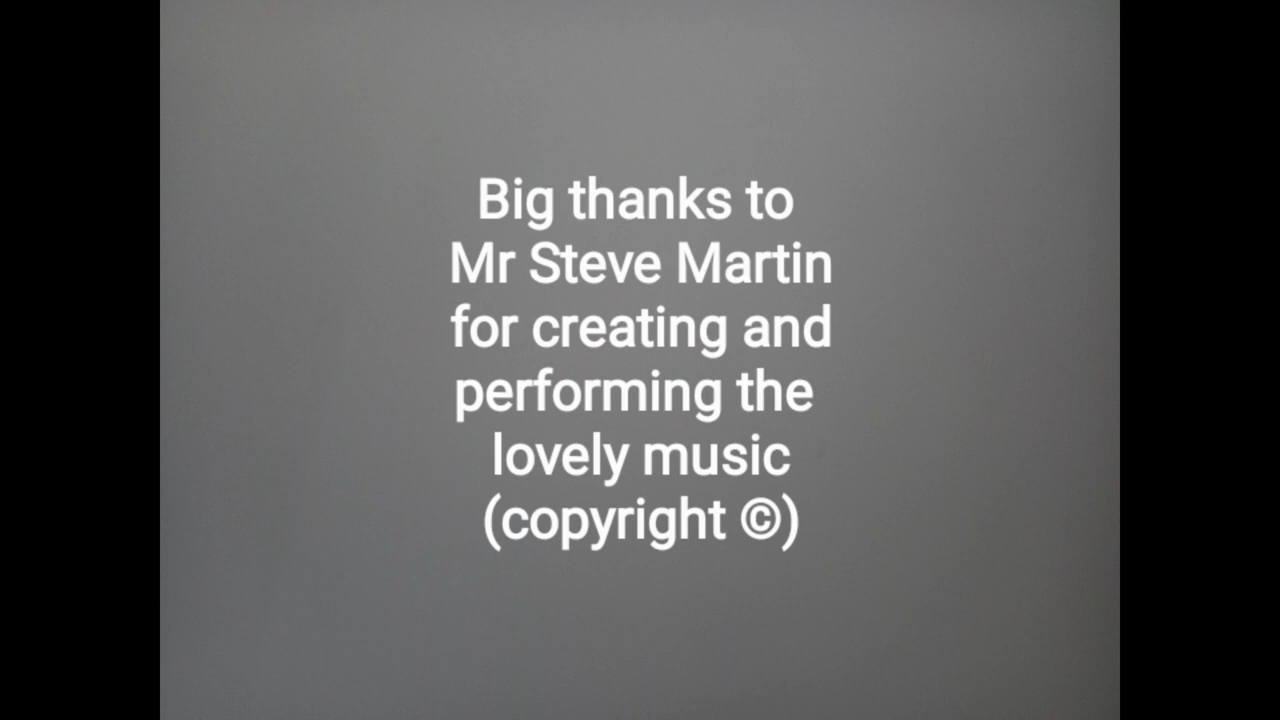 Big thanks to
Mr Steve Martin
for creating and
performing the
lovely music
(copyright ©)